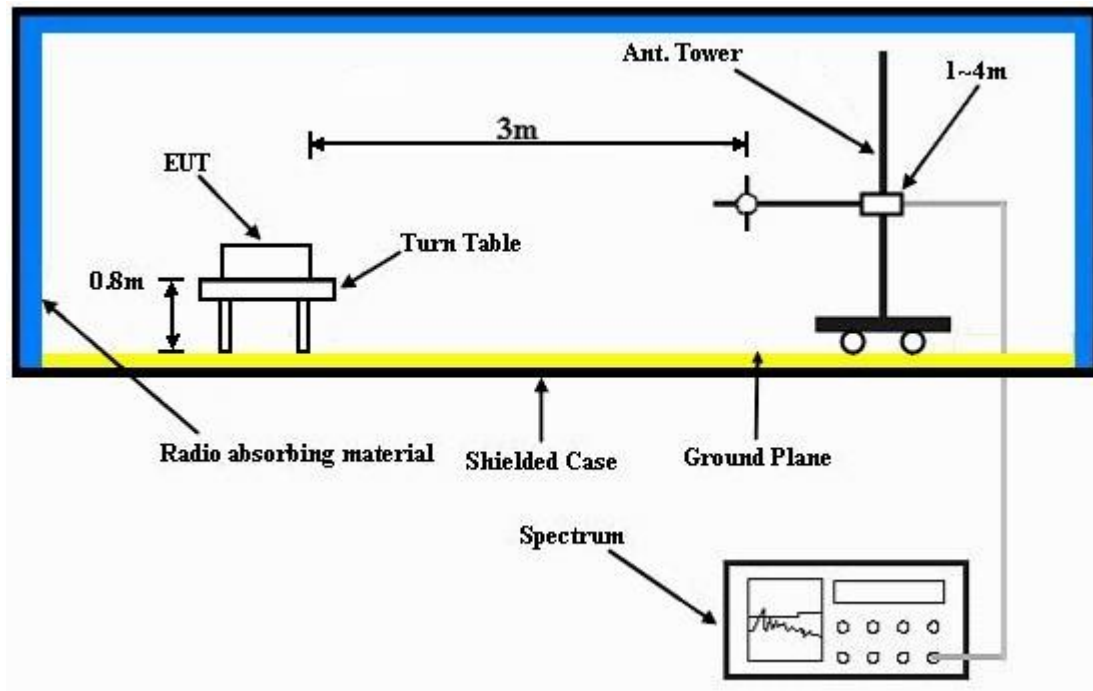 Ant. Tower
1~4m
3m
EUT
Turn Table
0.8m
Radio absorbing material
Shielded Case
Ground Plane
Spectrum